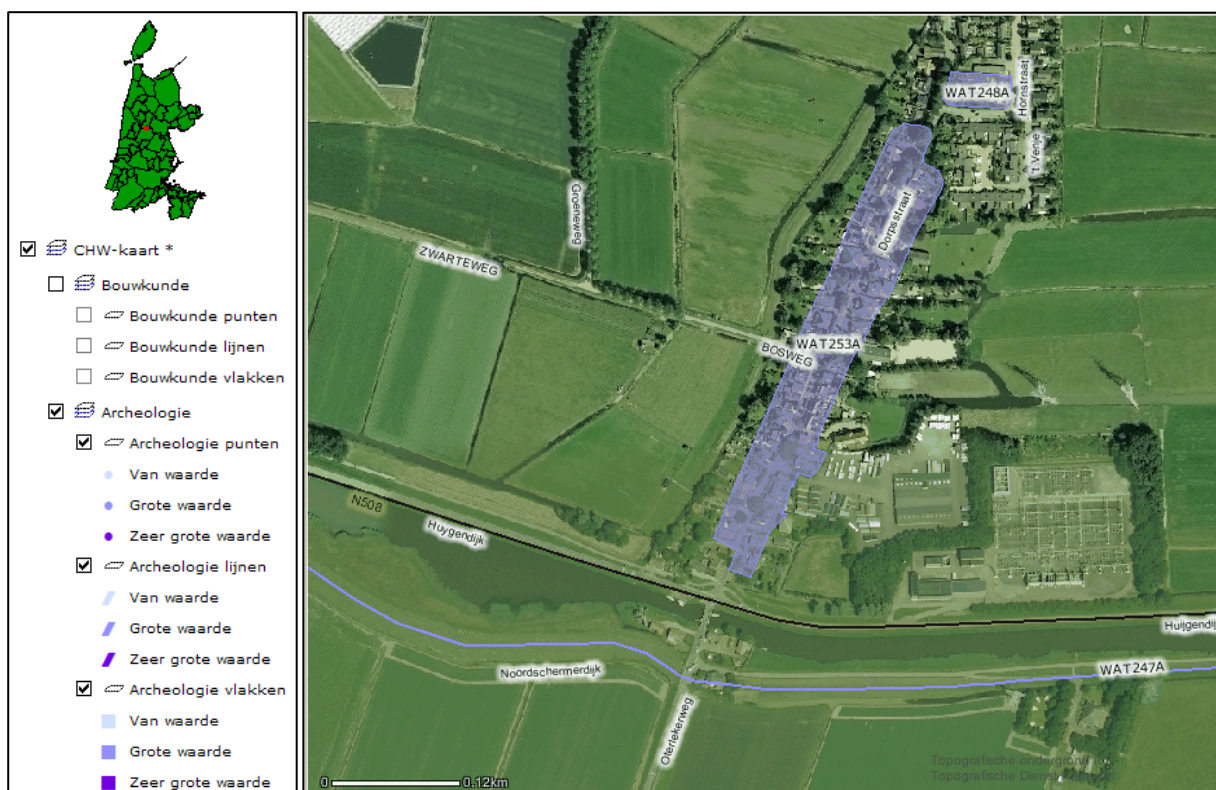 CHW-kaart *
Bouwkunde
Bouwkunde punten
Bouwkunde lijnen
Bouwkunde vlakken
Archeologie
Archeologie punten
Van waarde
Grote waarde
Zeer grote waarde
Archeologie lijnen
Van waarde
Grote waarde
Zeer grote waarde
Archeologie vlakken
Van waarde
Grote waarde
Zeer grote waarde
WAT248A
Hornstraat
't Venje
Groeneweg
Dorpsstraat
ZWARTEWEG
WAT253A
BOSWEG
N508
Huygendijk
Huijgendij
Noordschermerdijk
WAT247A
Oterlekerweg
Topografische ondergrond
Topografische Dienst
0 0.12km